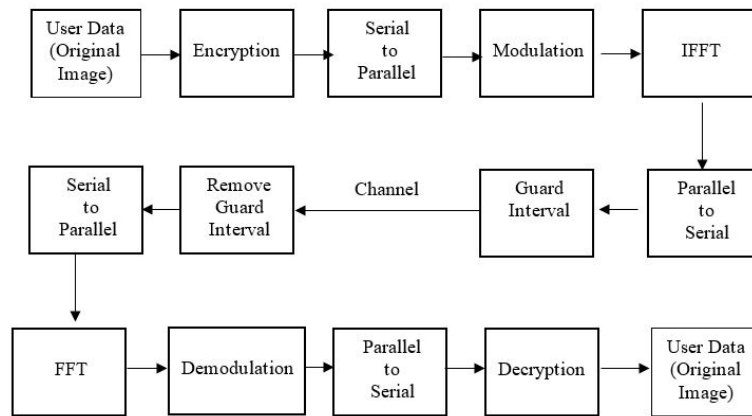 User Data
(Original
Image)
Encryption
Serial
to
Parallel
Modulation
IFFT
Serial
to
Parallel
Remove
Guard
Interval
Channel
Guard
Interval
Parallel
to
Serial
FFT
Demodulation
Parallel
to
Serial
Decryption
User Data
(Original
Image)